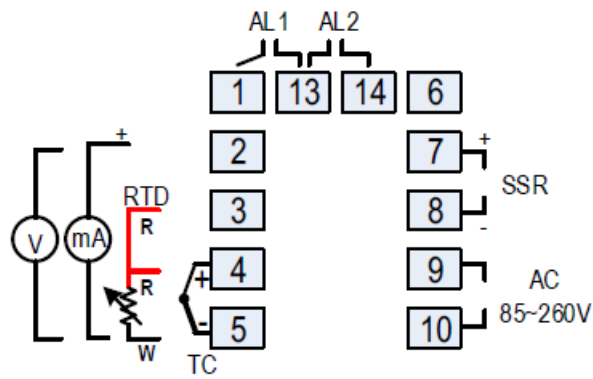 AL1 AL2
1 13 14 6
2 7 +
SSR
3 8 -
4 9
AC
85~260V
5 10
+
V mA
RTD
R
R
W
+
-
TC